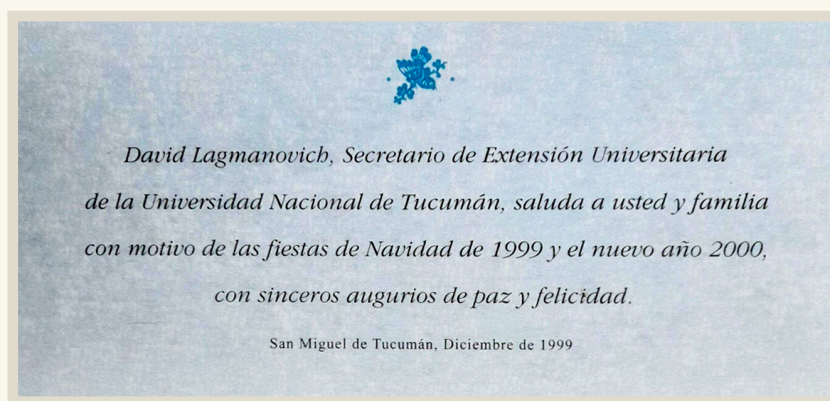 David Lagmanovich, Secretario de Extensión Universitaria
de la Universidad Nacional de Tucumán, saluda a usted y familia
con motivo de las fiestas de Navidad de 1999 y el nuevo año 2000,
con sinceros augurios de paz y felicidad.
San Miguel de Tucumán, Diciembre de 1999